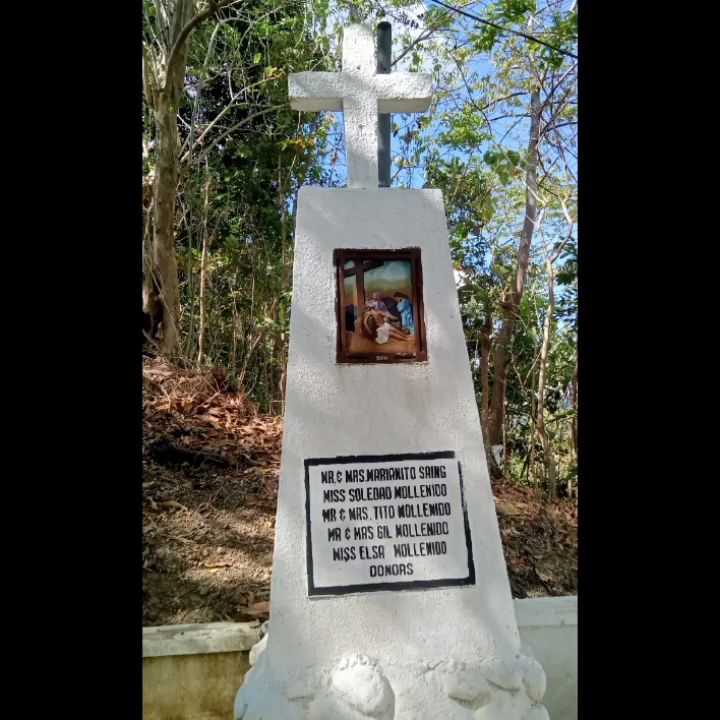 MR.& MRS.MARIANITO SAING
MISS SOLEDAD MOLLENIDO
MR & MRS. TITO MOLLENIDO
MR & MRS GIL MOLLENIDO
MISS ELSA MOLLENIDO
DONORS